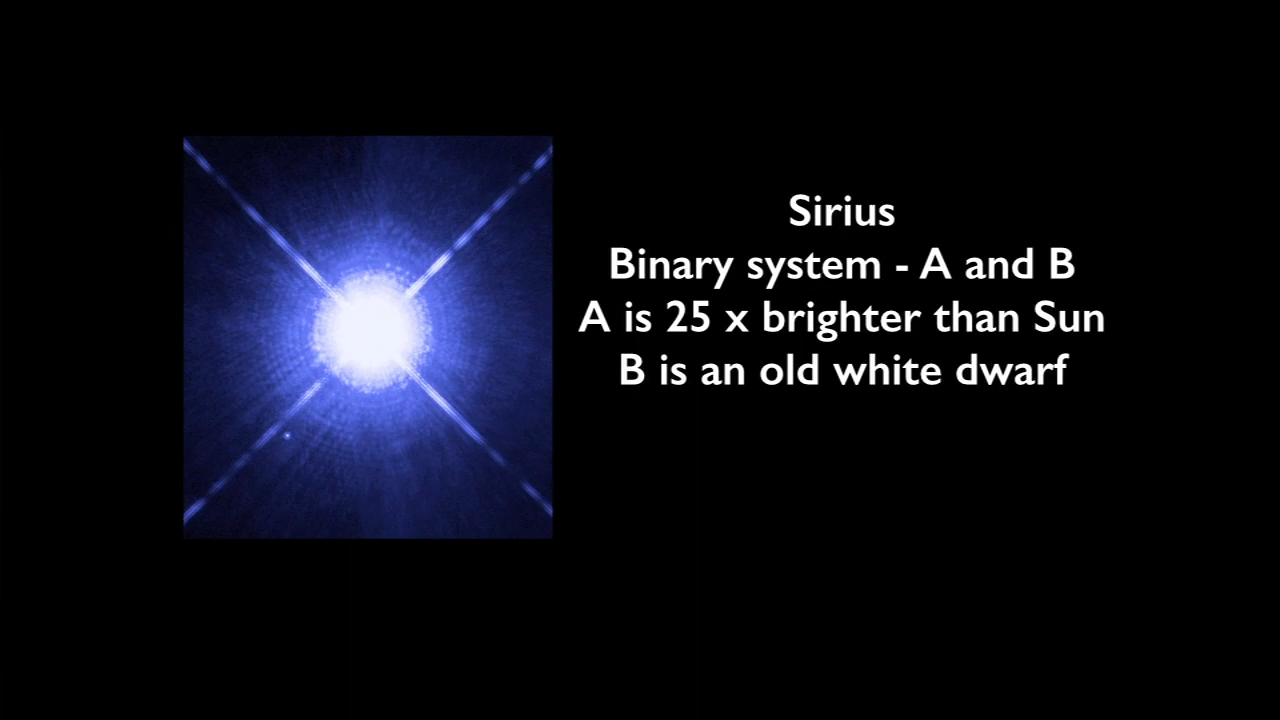 Sirius
Binary system - A and B
A is 25 x brighter than Sun
B is an old white dwarf